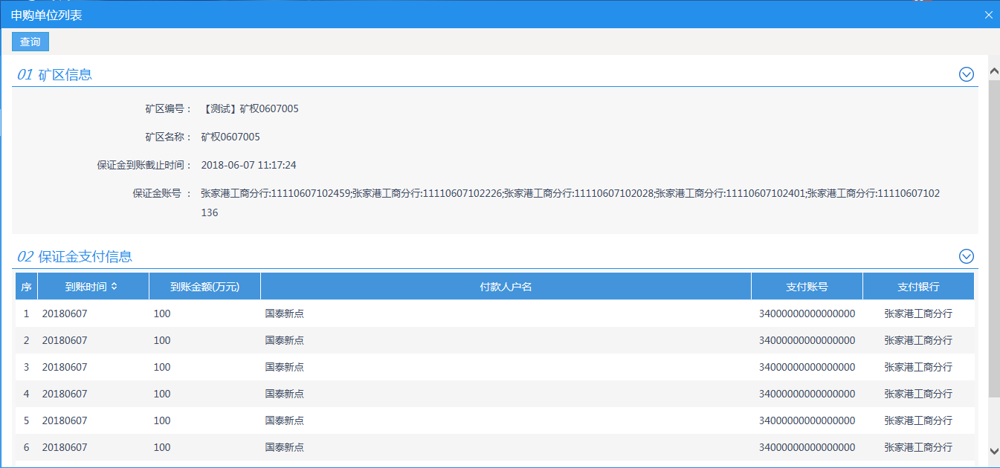 申购单位列表
查询
01 矿区信息
矿区编号： 【测试】矿权0607005
矿区名称： 矿权0607005
保证金到账截止时间： 2018-06-07 11:17:24
保证金账号 ： 张家港工商分行:11110607102459;张家港工商分行:11110607102226;张家港工商分行:11110607102028;张家港工商分行:11110607102401;张家港工商分行:11110607102
136
02 保证金支付信息
序 到账时间 到账金额(万元) 付款人户名 支付账号 支付银行
1 20180607 100 国泰新点 34000000000000000 张家港工商分行
2 20180607 100 国泰新点 34000000000000000 张家港工商分行
3 20180607 100 国泰新点 34000000000000000 张家港工商分行
4 20180607 100 国泰新点 34000000000000000 张家港工商分行
5 20180607 100 国泰新点 34000000000000000 张家港工商分行
6 20180607 100 国泰新点 34000000000000000 张家港工商分行